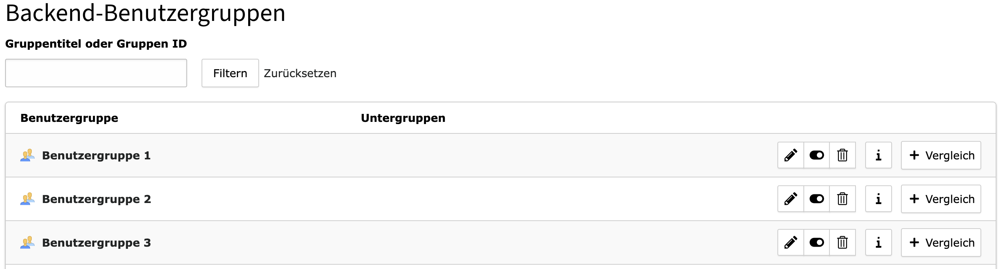 Backend-Benutzergruppen
Gruppentitel oder Gruppen ID
Filtern Zurücksetzen
Benutzergruppe Untergruppen
Benutzergruppe 1 + Vergleich
Benutzergruppe 2 + Vergleich
Benutzergruppe 3 + Vergleich